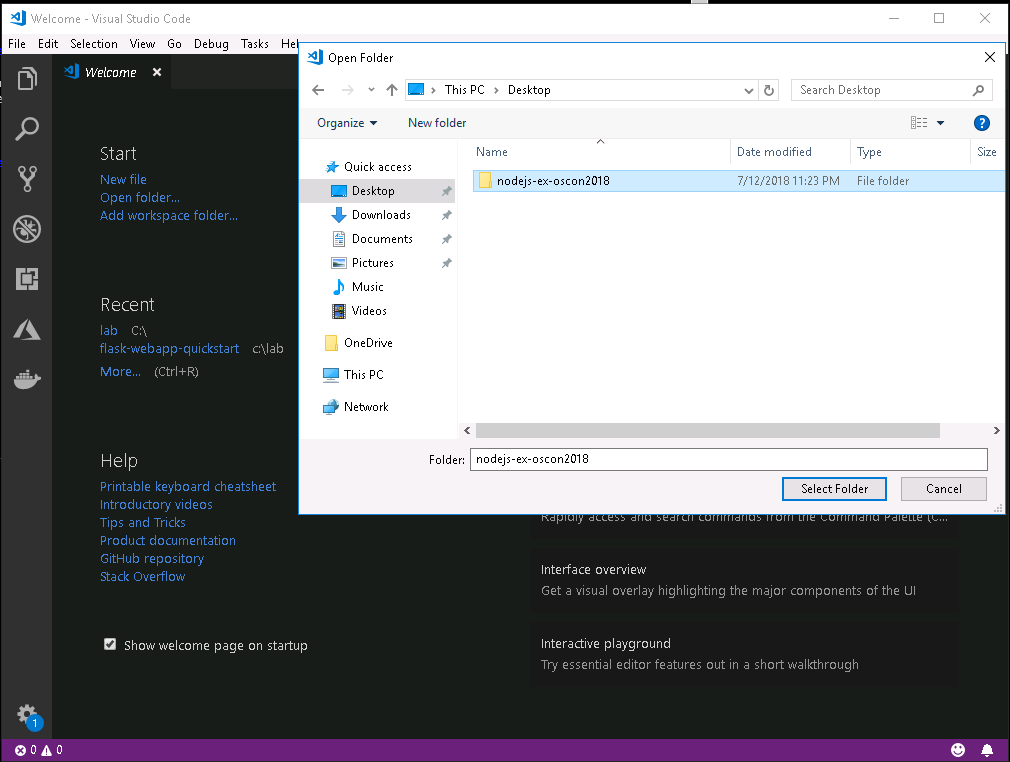 Welcome - Visual Studio Code
File Edit Selection View Go Debug Tasks Hel
Welcome
Start
New file
Open folder...
Add workspace folder...
Recent
lab C:\
flask-webapp-quickstart c:\lab
More... (Ctrl+R)
Help
Printable keyboard cheatsheet
Introductory videos
Tips and Tricks
Product documentation
GitHub repository
Stack Overflow
Show welcome page on startup
Open Folder
This PC > Desktop
Search Desktop
Organize New folder
Name Date modified Type Size
nodejs-ex-oscon2018 7/12/2018 11:23 PM File folder
Quick access
Desktop
Downloads
Documents
Pictures
Music
Videos
OneDrive
This PC
Network
Folder: nodejs-ex-oscon2018
Select Folder Cancel
Rapidly access and search commands from the Command Palette (C...
Interface overview
Get a visual overlay highlighting the major components of the UI
Interactive playground
Try essential editor features out in a short walkthrough
1
0 0